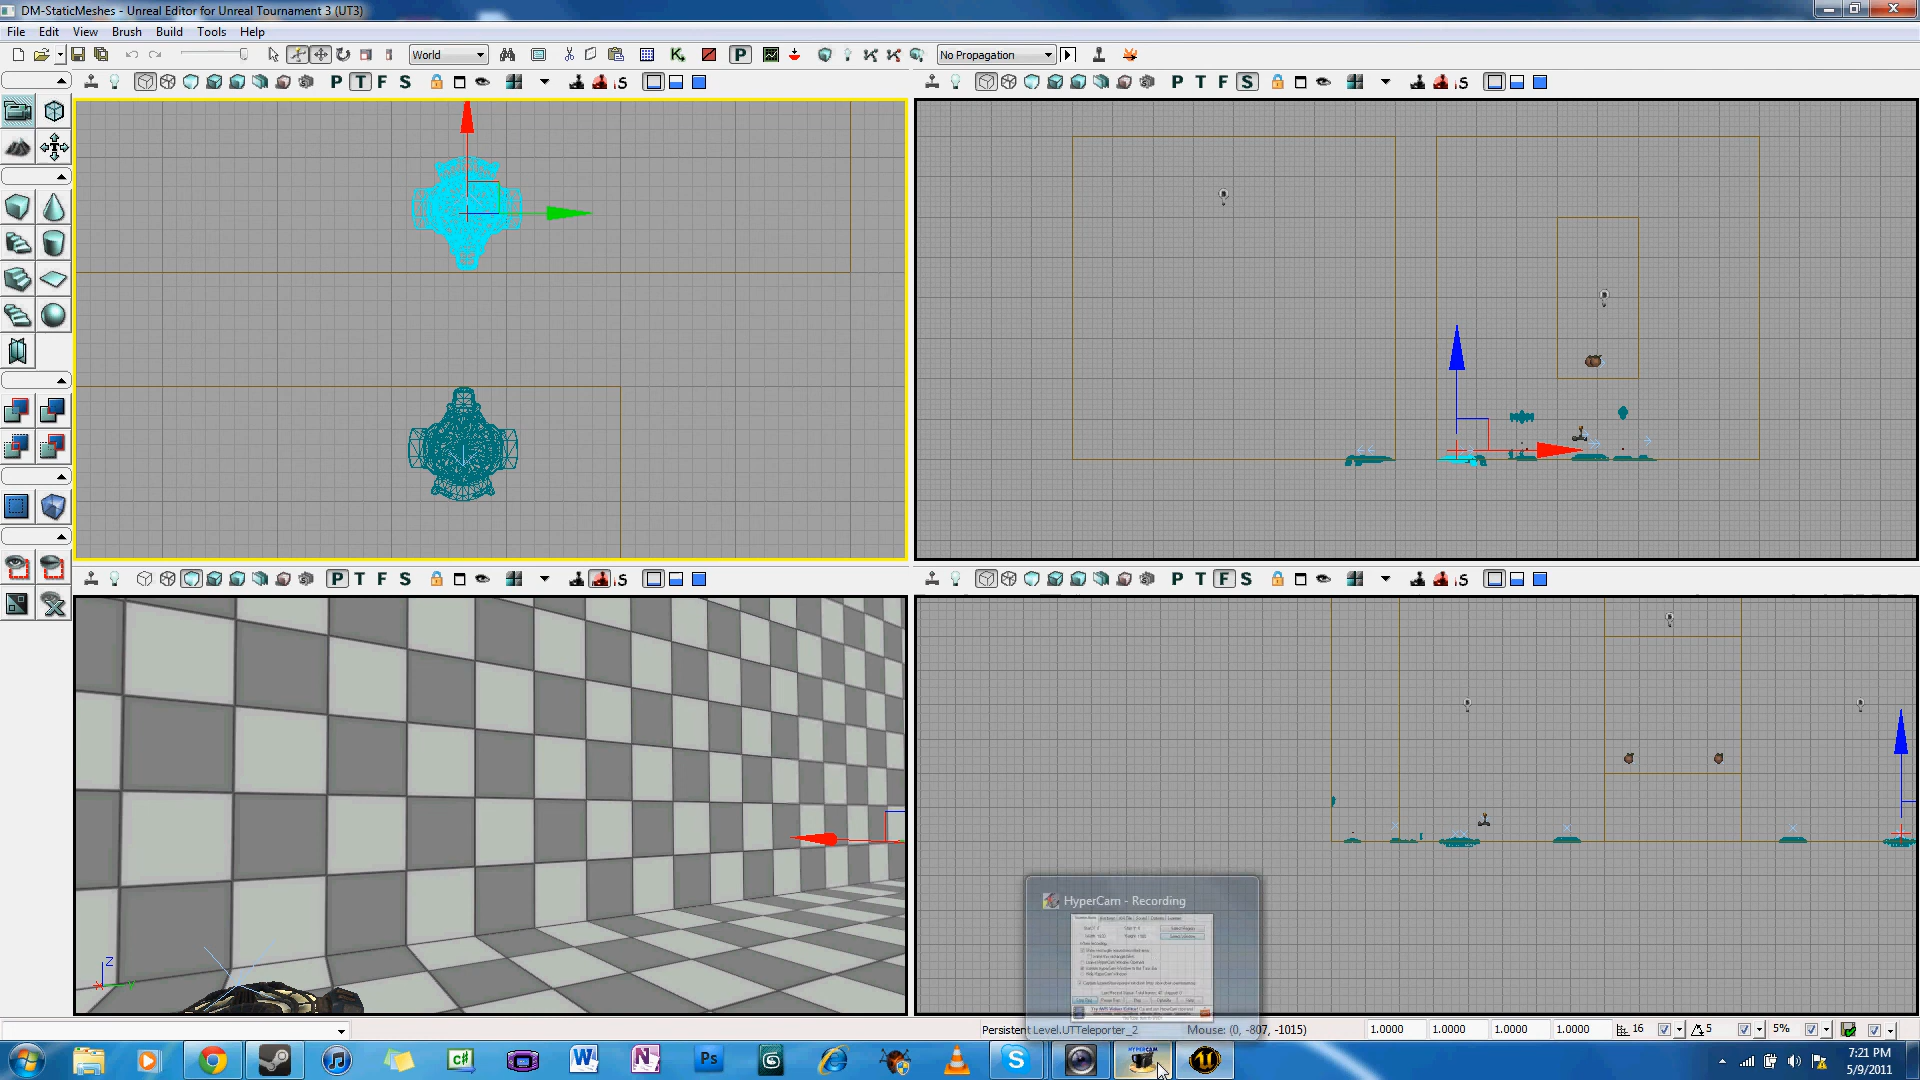 DM-StaticMeshes - Unreal Editor for Unreal Tournament 3 (UT3)
File Edit View Brush Build Tools Help
World
K
P
No Propagation
P T F S
S
P T F S
S
P T F S
S
P T F S
S
Z
HyperCam - Recording
Persistent Level.UTTeleporter_2
Mouse: (0, -807, -1015)
1.0000 1.0000 1.0000 1.0000
16
5
5%
C#
W
N
Ps
S
HYPERCAM
7:21 PM
5/9/2011